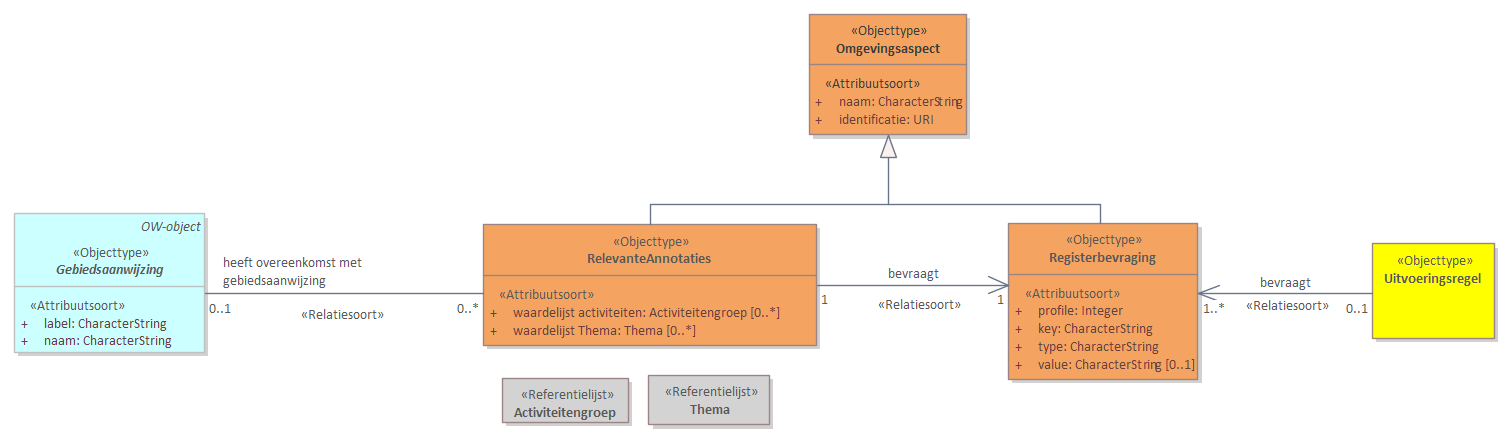 «Objecttype»
Omgevingsaspect
«Attribuutsoort»
+ naam: CharacterString
+ identificatie: URI
OW-object
«Objecttype»
Gebiedsaanwijzing
«Attribuutsoort»
+ label: CharacterString
+ naam: CharacterString
heeft overeenkomst met
gebiedsaanwijzing
0..1
«Relatiesoort»
0..*
«Objecttype»
RelevanteAnnotaties
«Attribuutsoort»
+ waardelijst activiteiten: Activiteitengroep [0..*]
+ waardelijst Thema: Thema [0..*]
bevraagt
1
«Relatiesoort»
1
«Objecttype»
Registerbevraging
«Attribuutsoort»
+ profile: Integer
+ key: CharacterString
+ type: CharacterString
+ value: CharacterString [0..1]
bevraagt
1..*
«Relatiesoort»
0..1
«Objecttype»
Uitvoeringsregel
«Referentielijst»
Activiteitengroep
«Referentielijst»
Thema